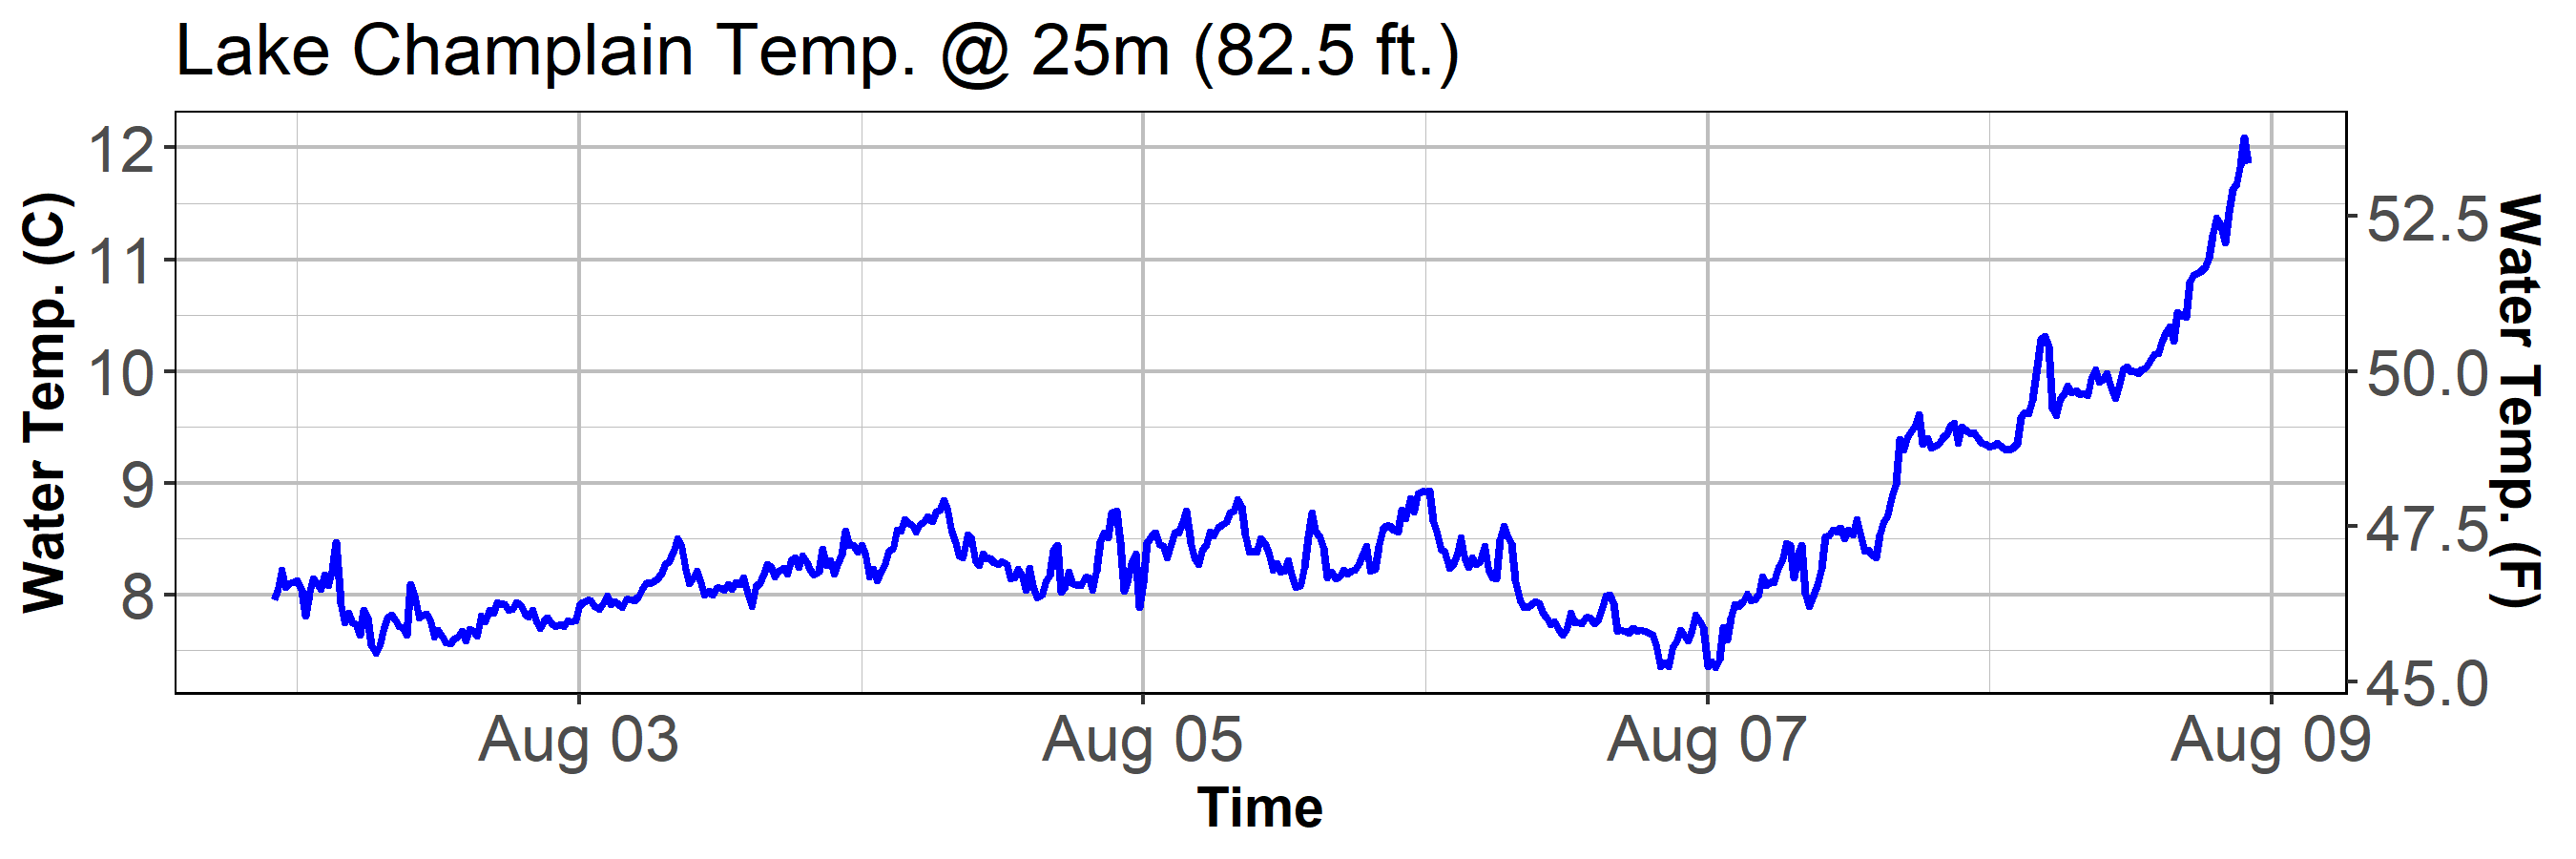 Lake Champlain Temp. @ 25m (82.5 ft.)
Water Temp. (C)
12
11
10
9
8
52.5
50.0
47.5
45.0
Water Temp. (F)
Aug 03
Aug 05
Aug 07
Aug 09
Time